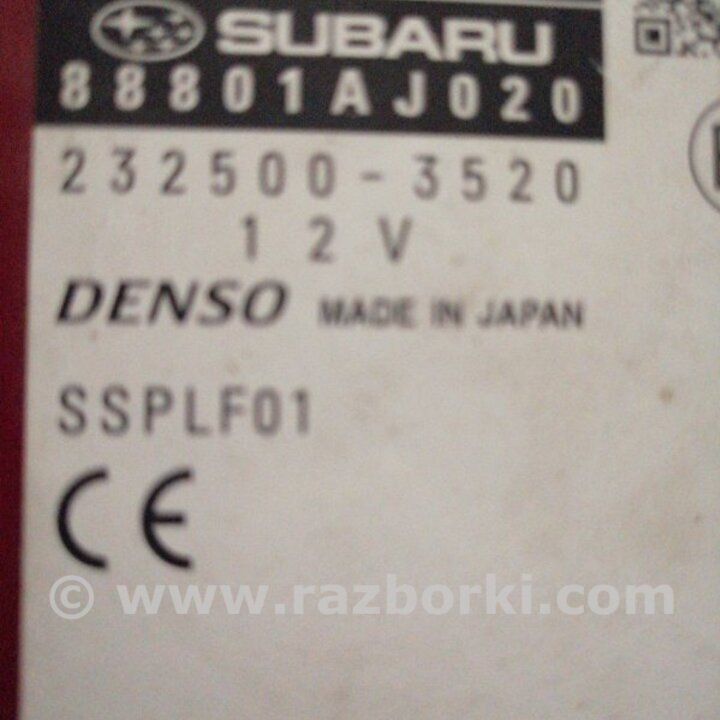 SUBARU
88801AJ020
232500-3520
12V
DENSO MADE IN JAPAN
SSPLF01
CE
© www.razborki.com